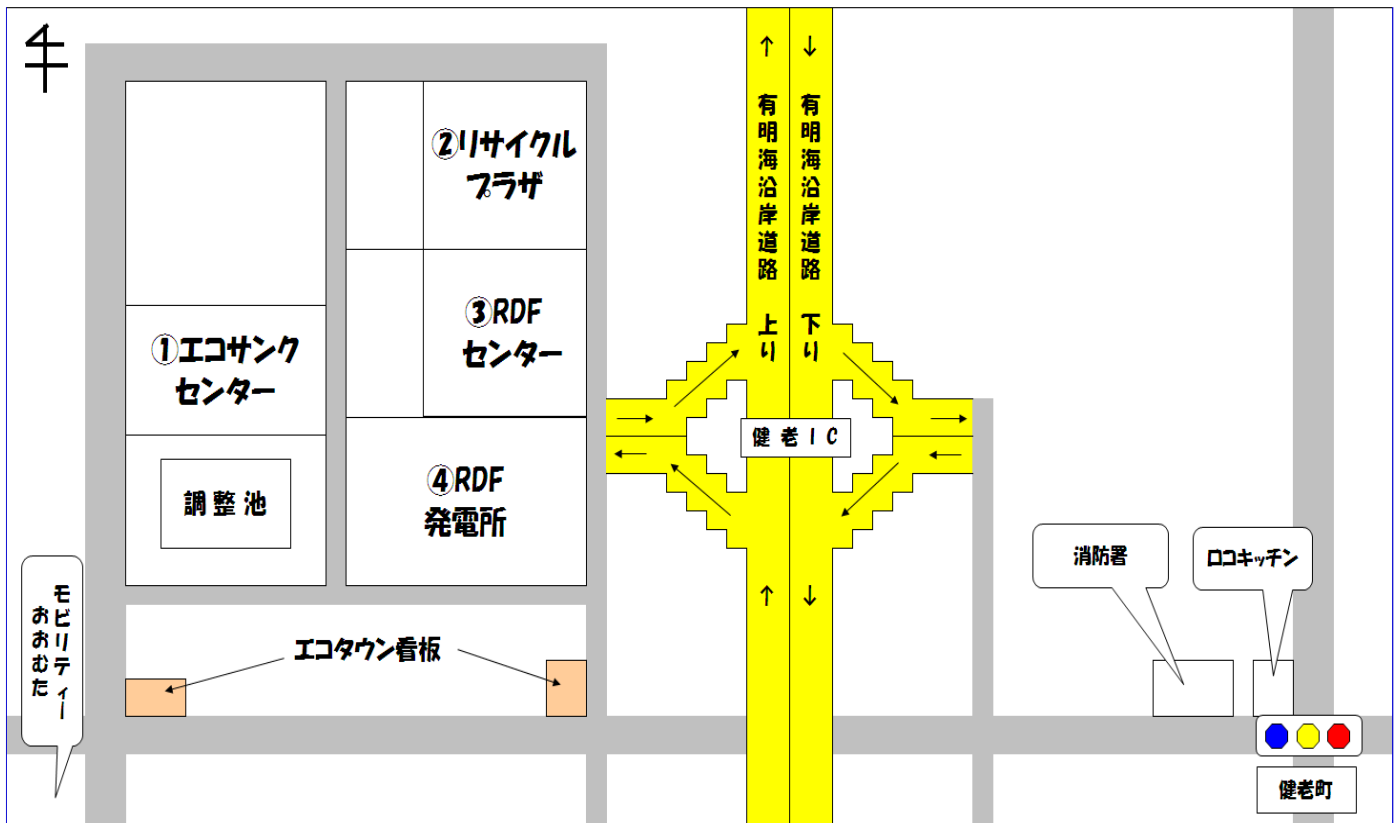 ②リサイクル
プラザ
③RDF
センター
①エコサンク
センター
④RDF
発電所
調整池
モビリティー
おおむた
エコタウン看板
有明海沿岸道路 上り
有明海沿岸道路 下り
健老IC
消防署
ロコキッチン
健老町